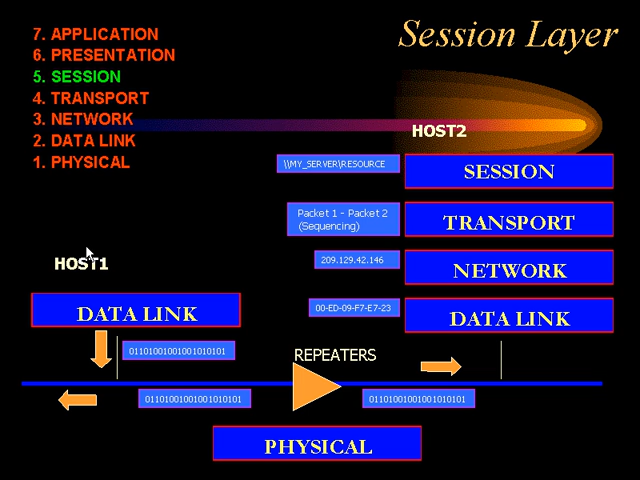 Session Layer
7. APPLICATION
6. PRESENTATION
5. SESSION
4. TRANSPORT
3. NETWORK
2. DATA LINK
1. PHYSICAL
HOST2
\\MY_SERVER\RESOURCE
SESSION
Packet 1 - Packet 2
(Sequencing)
TRANSPORT
209.129.42.146
NETWORK
00-ED-09-F7-E7-23
DATA LINK
HOST1
DATA LINK
01101001001001010101
REPEATERS
01101001001001010101
01101001001001010101
PHYSICAL